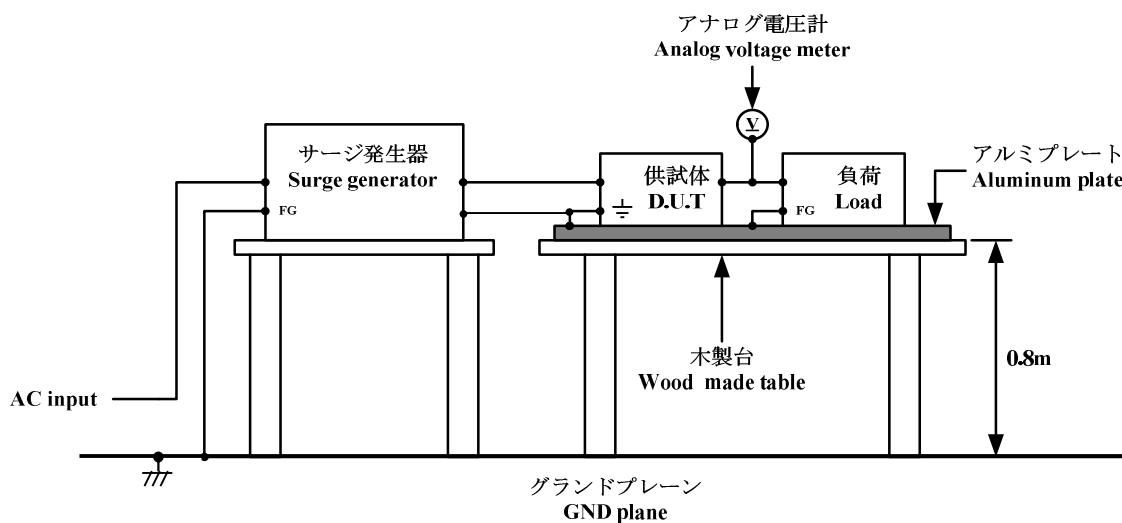 アナログ電圧計
Analog voltage meter
V
サージ発生器
Surge generator
FG
供試体
D.U.T
負荷
Load
FG
アルミプレート
Aluminum plate
木製台
Wood made table
0.8m
AC input
グランドプレーン
GND plane